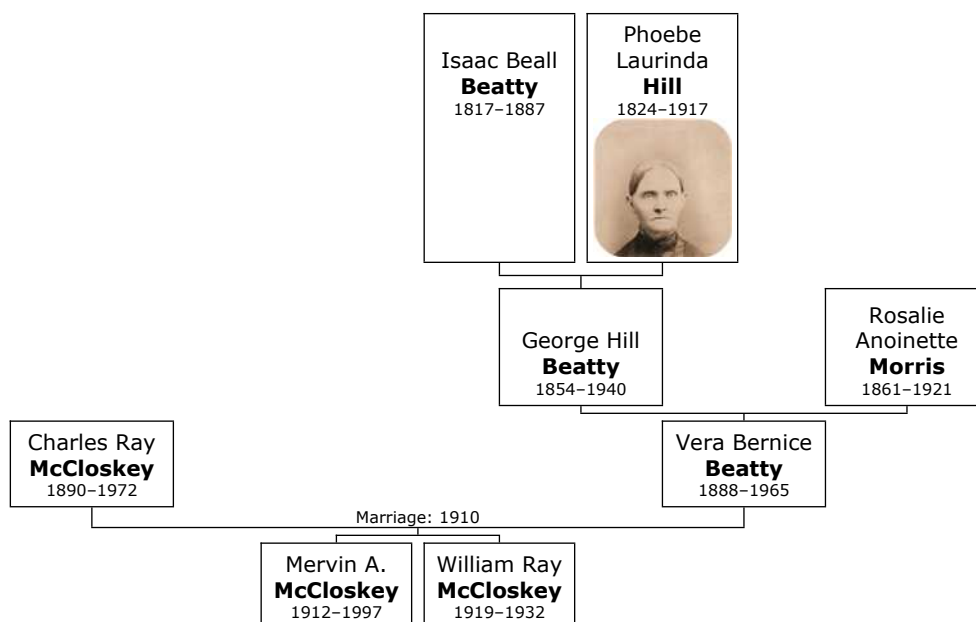 Isaac Beall
Beatty
1817–1887
Phoebe
Laurinda
Hill
1824–1917
George Hill
Beatty
1854–1940
Rosalie
Anoinette
Morris
1861–1921
Charles Ray
McCloskey
1890–1972
Vera Bernice
Beatty
1888–1965
Marriage: 1910
Mervin A.
McCloskey
1912–1997
William Ray
McCloskey
1919–1932